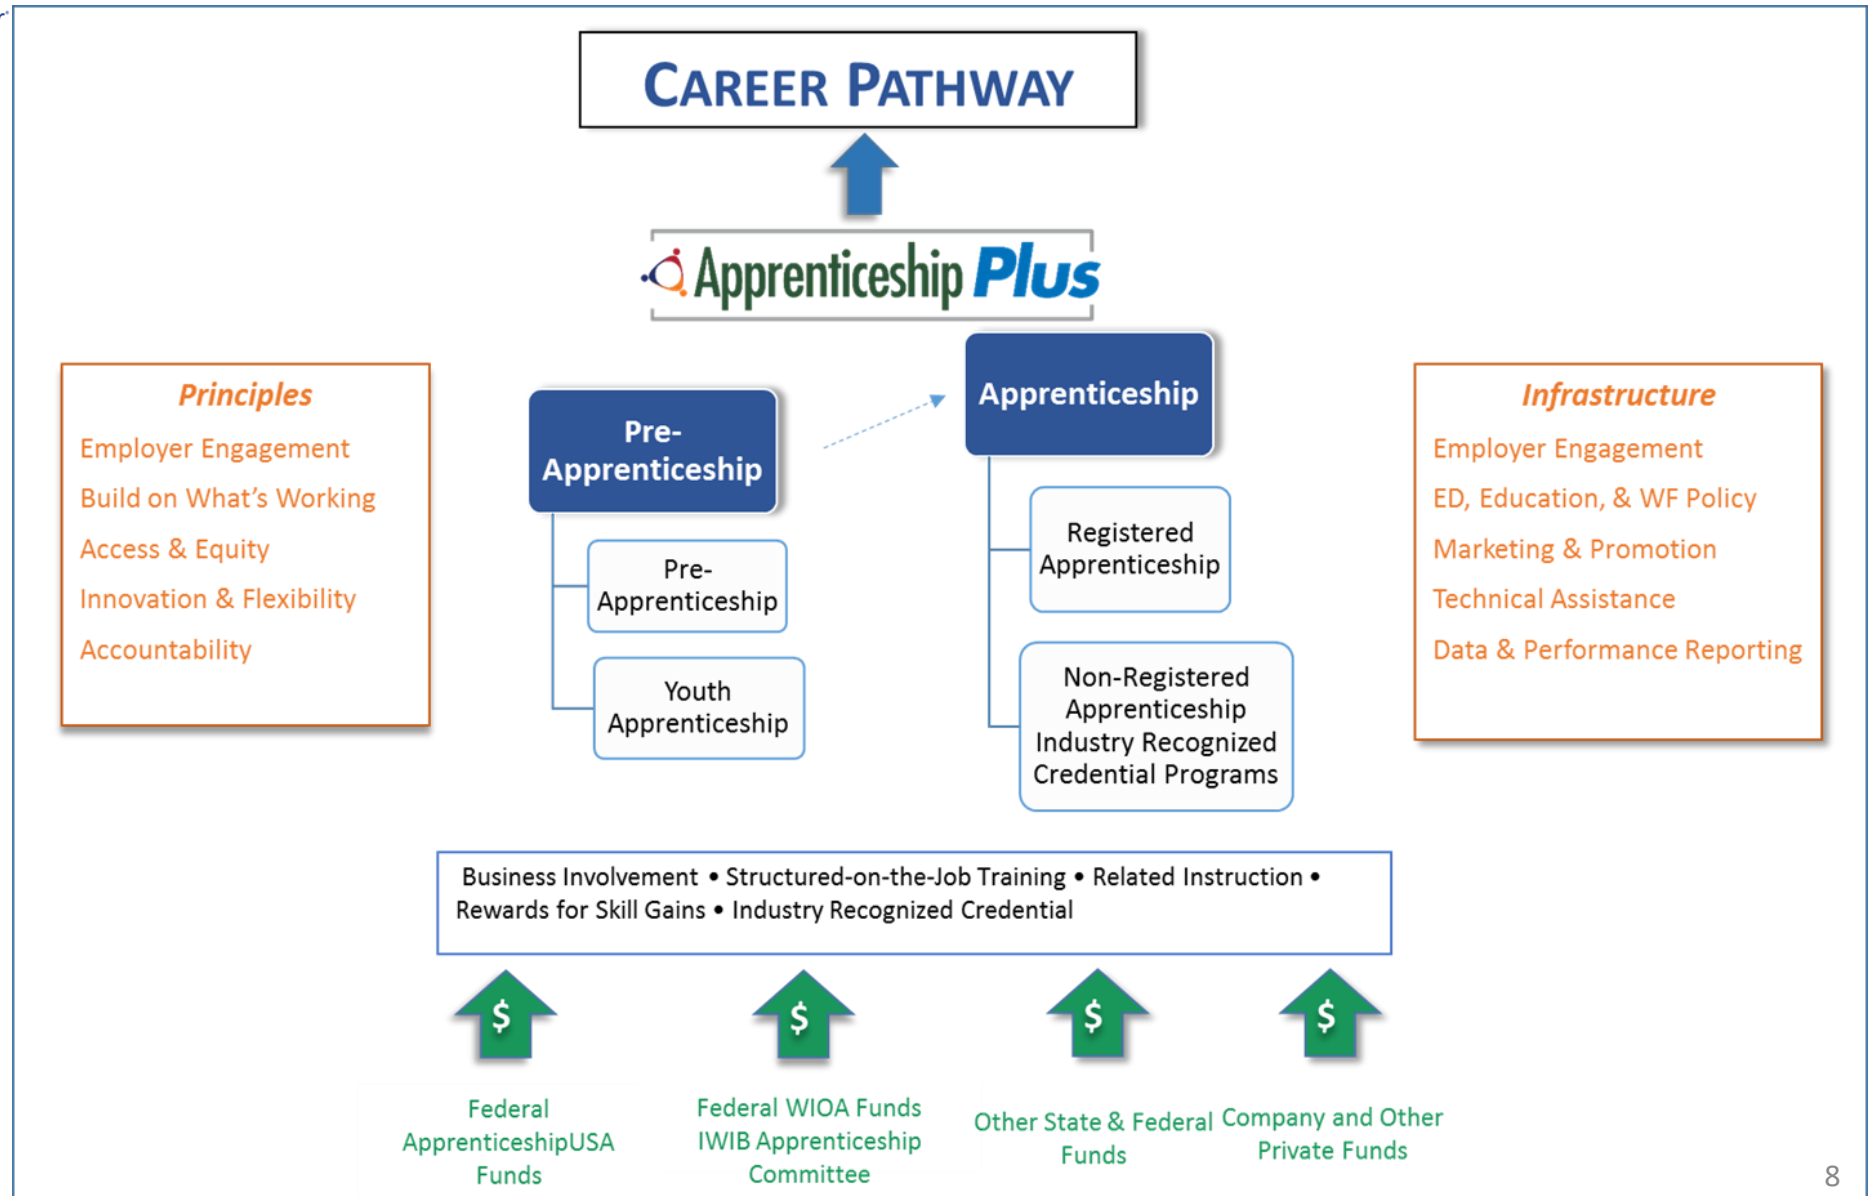 CAREER PATHWAY
Apprenticeship Plus
Principles
Employer Engagement
Build on What's Working
Access & Equity
Innovation & Flexibility
Accountability
Pre-
Apprenticeship
Pre-
Apprenticeship
Youth
Apprenticeship
Apprenticeship
Registered
Apprenticeship
Non-Registered
Apprenticeship
Industry Recognized
Credential Programs
Infrastructure
Employer Engagement
ED, Education, & WF Policy
Marketing & Promotion
Technical Assistance
Data & Performance Reporting
Business Involvement • Structured-on-the-Job Training • Related Instruction •
Rewards for Skill Gains • Industry Recognized Credential
$
$
$
$
Federal
ApprenticeshipUSA
Funds
Federal WIOA Funds
IWIB Apprenticeship
Committee
Other State & Federal
Funds
Company and Other
Private Funds
8